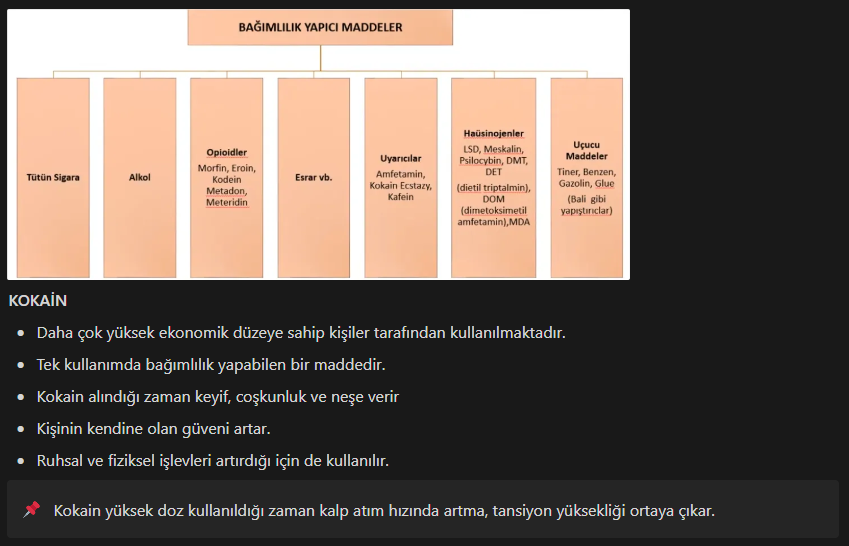 BAĞIMLILIK YAPICI MADDELER
Tütün Sigara
Alkol
Opioidler
Morfin, Eroin,
Kodein
Metadon,
Meteridin
Esrar vb.
Uyarıcılar
Amfetamin,
Kokain Ecstazy,
Kafein
Haüsinojenler
LSD, Meskalin,
Psilocybin, DMT,
DET
(dietil triptalmin),
DOM
(dimetoksimetil
amfetamin),MDA
Uçucu
Maddeler
Tiner, Benzen,
Gazolin, Glue
(Bali gibi
yapıştırıclar)
KOKAİN
Daha çok yüksek ekonomik düzeye sahip kişiler tarafından kullanılmaktadır.
Tek kullanımda bağımlılık yapabilen bir maddedir.
Kokain alındığı zaman keyif, coşkunluk ve neşe verir
Kişinin kendine olan güveni artar.
Ruhsal ve fiziksel işlevleri artırdığı için de kullanılır.
Kokain yüksek doz kullanıldığı zaman kalp atım hızında artma, tansiyon yüksekliği ortaya çıkar.